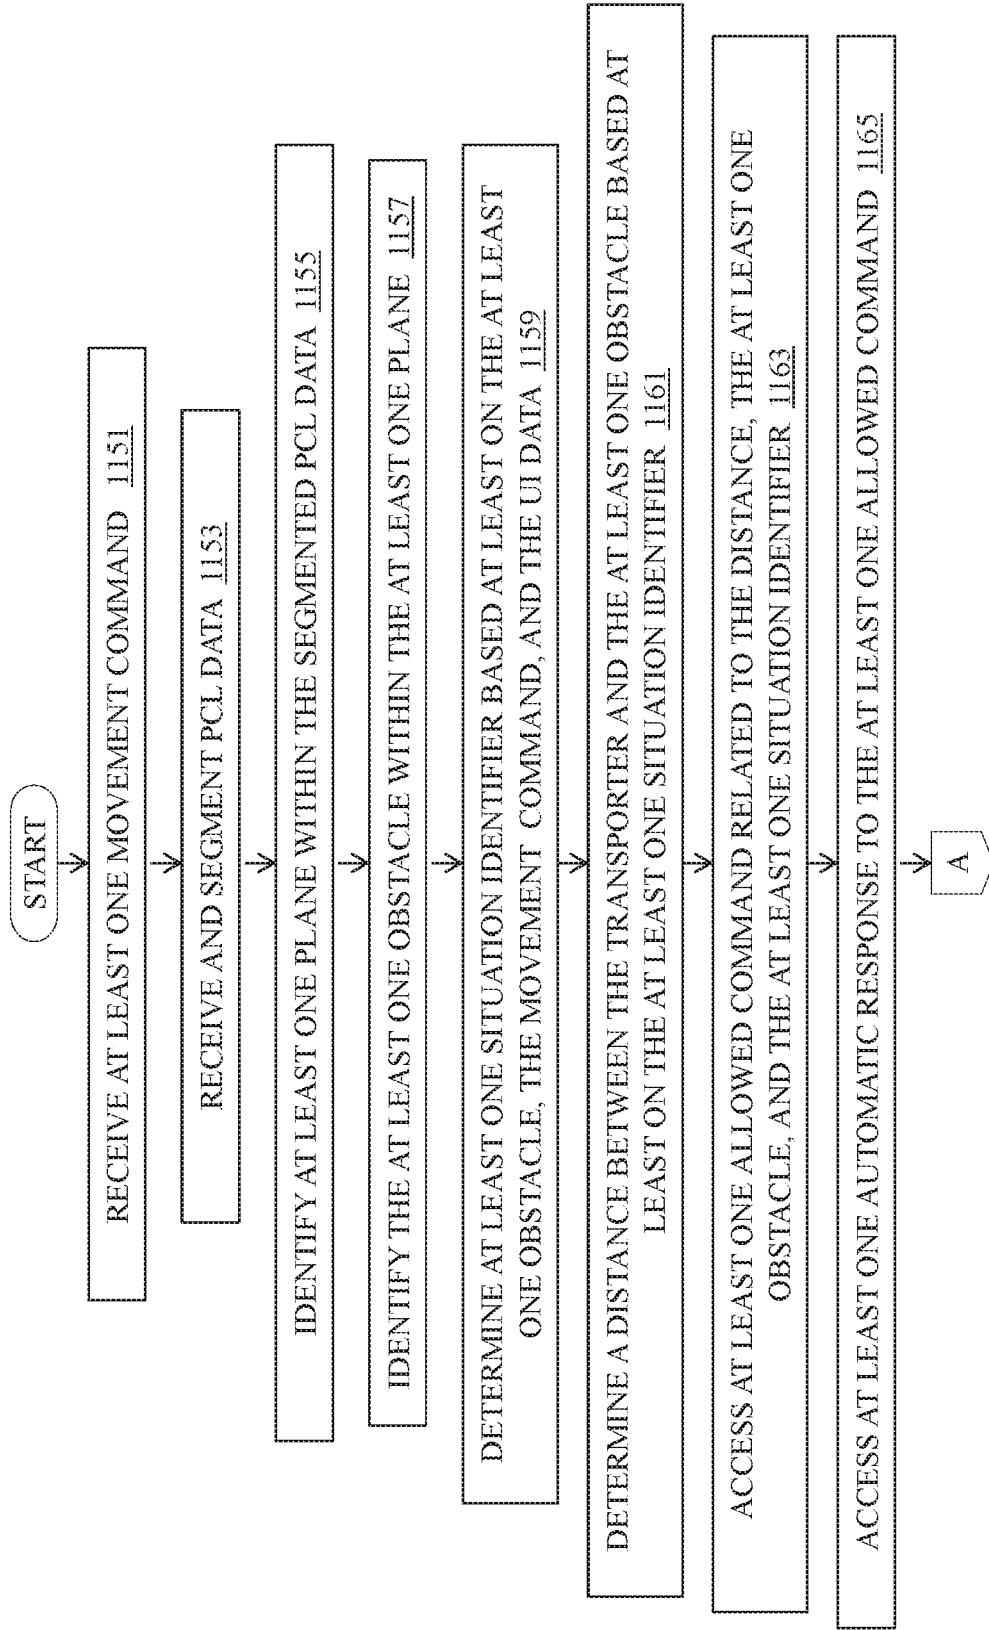 START
RECEIVE AT LEAST ONE MOVEMENT COMMAND 1151
RECEIVE AND SEGMENT PCL DATA 1153
IDENTIFY AT LEAST ONE PLANE WITHIN THE SEGMENTED PCL DATA 1155
IDENTIFY THE AT LEAST ONE OBSTACLE WITHIN THE AT LEAST ONE PLANE 1157
DETERMINE AT LEAST ONE SITUATION IDENTIFIER BASED AT LEAST ON THE AT LEAST
ONE OBSTACLE, THE MOVEMENT COMMAND, AND THE UI DATA 1159
DETERMINE A DISTANCE BETWEEN THE TRANSPORTER AND THE AT LEAST ONE OBSTACLE BASED AT
LEAST ON THE AT LEAST ONE SITUATION IDENTIFIER 1161
ACCESS AT LEAST ONE ALLOWED COMMAND RELATED TO THE DISTANCE, THE AT LEAST ONE
OBSTACLE, AND THE AT LEAST ONE SITUATION IDENTIFIER 1163
ACCESS AT LEAST ONE AUTOMATIC RESPONSE TO THE AT LEAST ONE ALLOWED COMMAND 1165
A